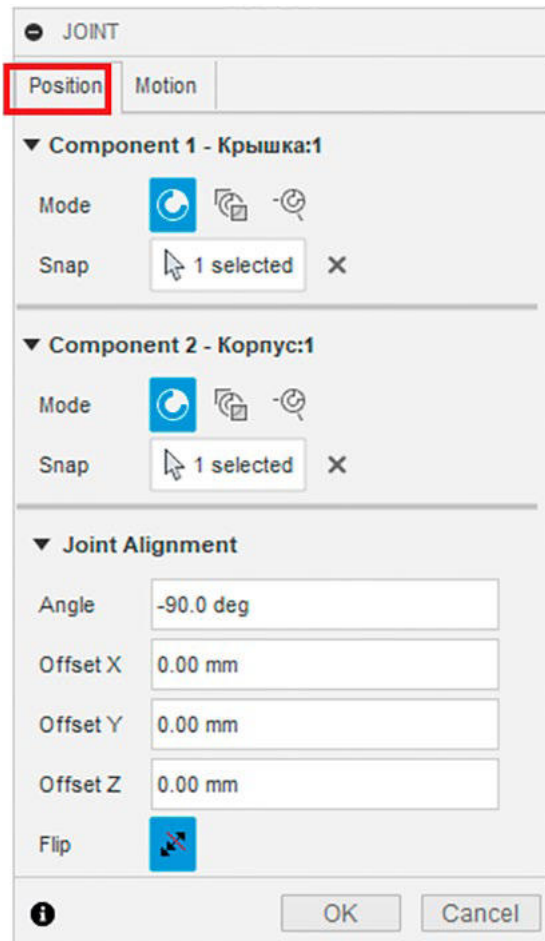 JOINT
Position Motion
Component 1 - Крышка:1
Mode
Snap 1 selected
Component 2 - Корпус:1
Mode
Snap 1 selected
Joint Alignment
Angle -90.0 deg
Offset X 0.00 mm
Offset Y 0.00 mm
Offset Z 0.00 mm
Flip
OK Cancel